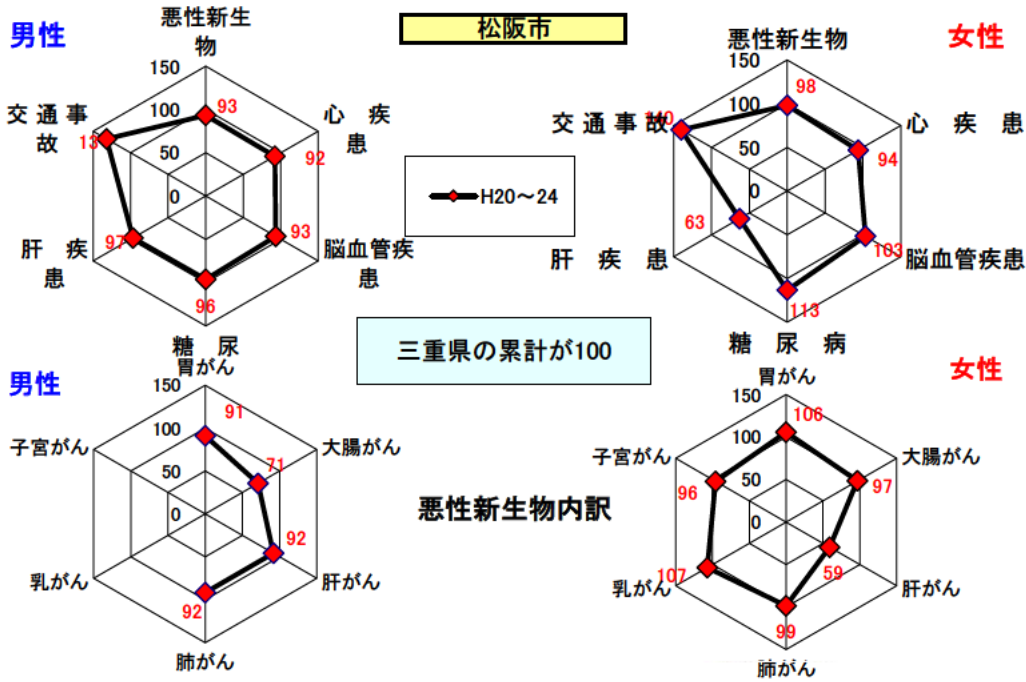 男性
松阪市
女性
悪性新生
物
150
100
50
0
93
心 疾
患
92
脳血管疾
患
93
糖 尿
96
肝 疾
患
97
交 通 事
故
13
H20～24
悪性新生物
150
100
50
0
98
心 疾 患
94
脳血管疾患
103
糖 尿 病
113
肝 疾 患
63
交 通 事 故
140
三重県の累計が100
男性
女性
胃がん
150
100
50
0
91
大腸がん
71
肝がん
92
肺がん
92
乳がん
子宮がん
悪性新生物内訳
胃がん
150
100
50
0
106
大腸がん
97
肝がん
59
肺がん
99
乳がん
107
子宮がん
96